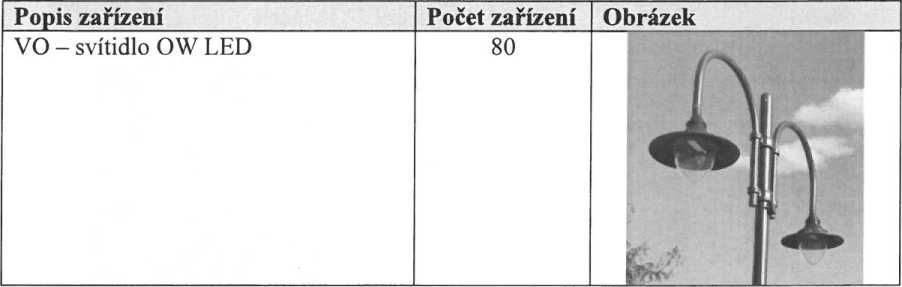 Popis zařízení Počet zařízení Obrázek
VO – svítidlo OW LED 80